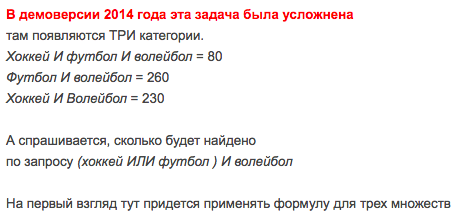 В демоверсии 2014 года эта задача была усложнена
там появляются ТРИ категории.
Хоккей И футбол И волейбол = 80
Футбол И волейбол = 260
Хоккей И Волейбол = 230
А спрашивается, сколько будет найдено
по запросу (хоккей ИЛИ футбол ) И волейбол
На первый взгляд тут придется применять формулу для трех множеств